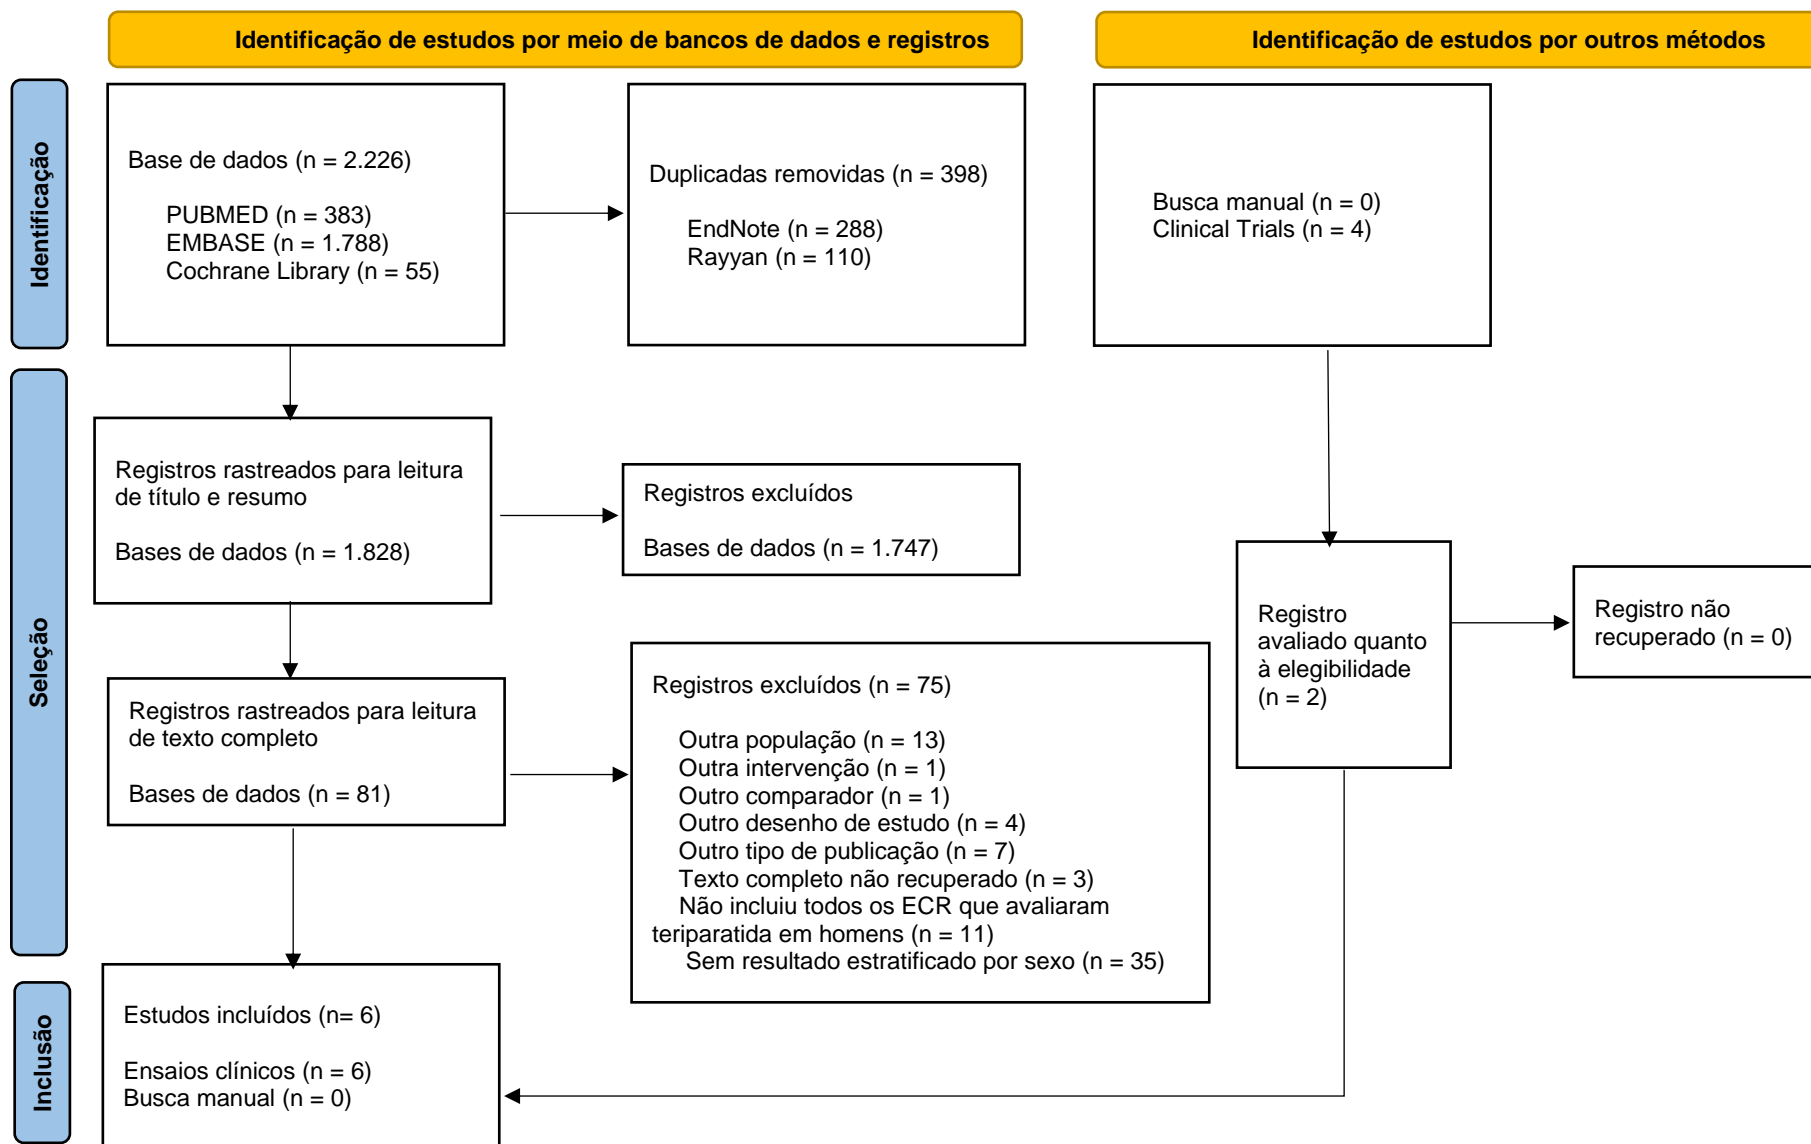 Identificação de estudos por meio de bancos de dados e registros
Identificação de estudos por outros métodos
Identificação
Base de dados (n = 2.226)
PUBMED (n = 383)
EMBASE (n = 1.788)
Cochrane Library (n = 55)
Duplicadas removidas (n = 398)
EndNote (n = 288)
Rayyan (n = 110)
Busca manual (n = 0)
Clinical Trials (n = 4)
Seleção
Registros rastreados para leitura
de título e resumo
Bases de dados (n = 1.828)
Registros excluídos
Bases de dados (n = 1.747)
Registro
avaliado quanto
à elegibilidade
(n = 2)
Registro não
recuperado (n = 0)
Registros rastreados para leitura
de texto completo
Bases de dados (n = 81)
Registros excluídos (n = 75)
Outra população (n = 13)
Outra intervenção (n = 1)
Outro comparador (n = 1)
Outro desenho de estudo (n = 4)
Outro tipo de publicação (n = 7)
Texto completo não recuperado (n = 3)
Não incluiu todos os ECR que avaliaram
teriparatida em homens (n = 11)
Sem resultado estratificado por sexo (n = 35)
Inclusão
Estudos incluídos (n= 6)
Ensaios clínicos (n = 6)
Busca manual (n = 0)